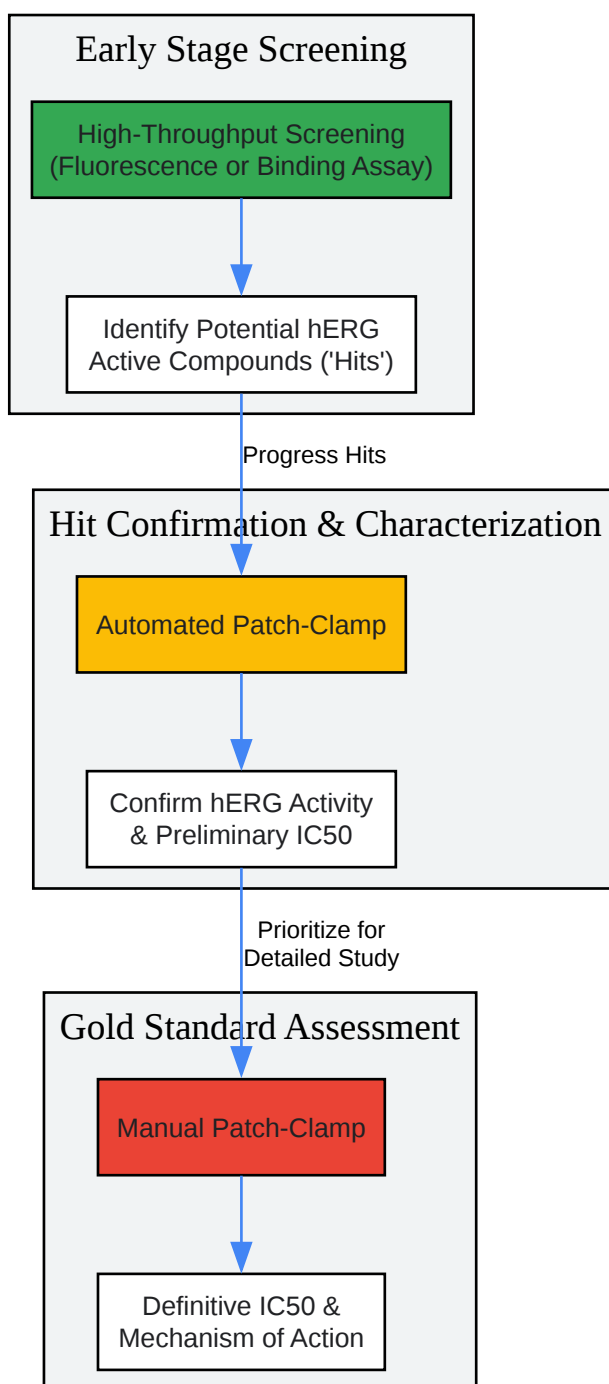 Early Stage Screening
High-Throughput Screening
(Fluorescence or Binding Assay)
Identify Potential hERG
Active Compounds ('Hits')
Progress Hits
Hit Confirmation & Characterization
Automated Patch-Clamp
Confirm hERG Activity
& Preliminary IC50
Prioritize for
Detailed Study
Gold Standard Assessment
Manual Patch-Clamp
Definitive IC50 &
Mechanism of Action